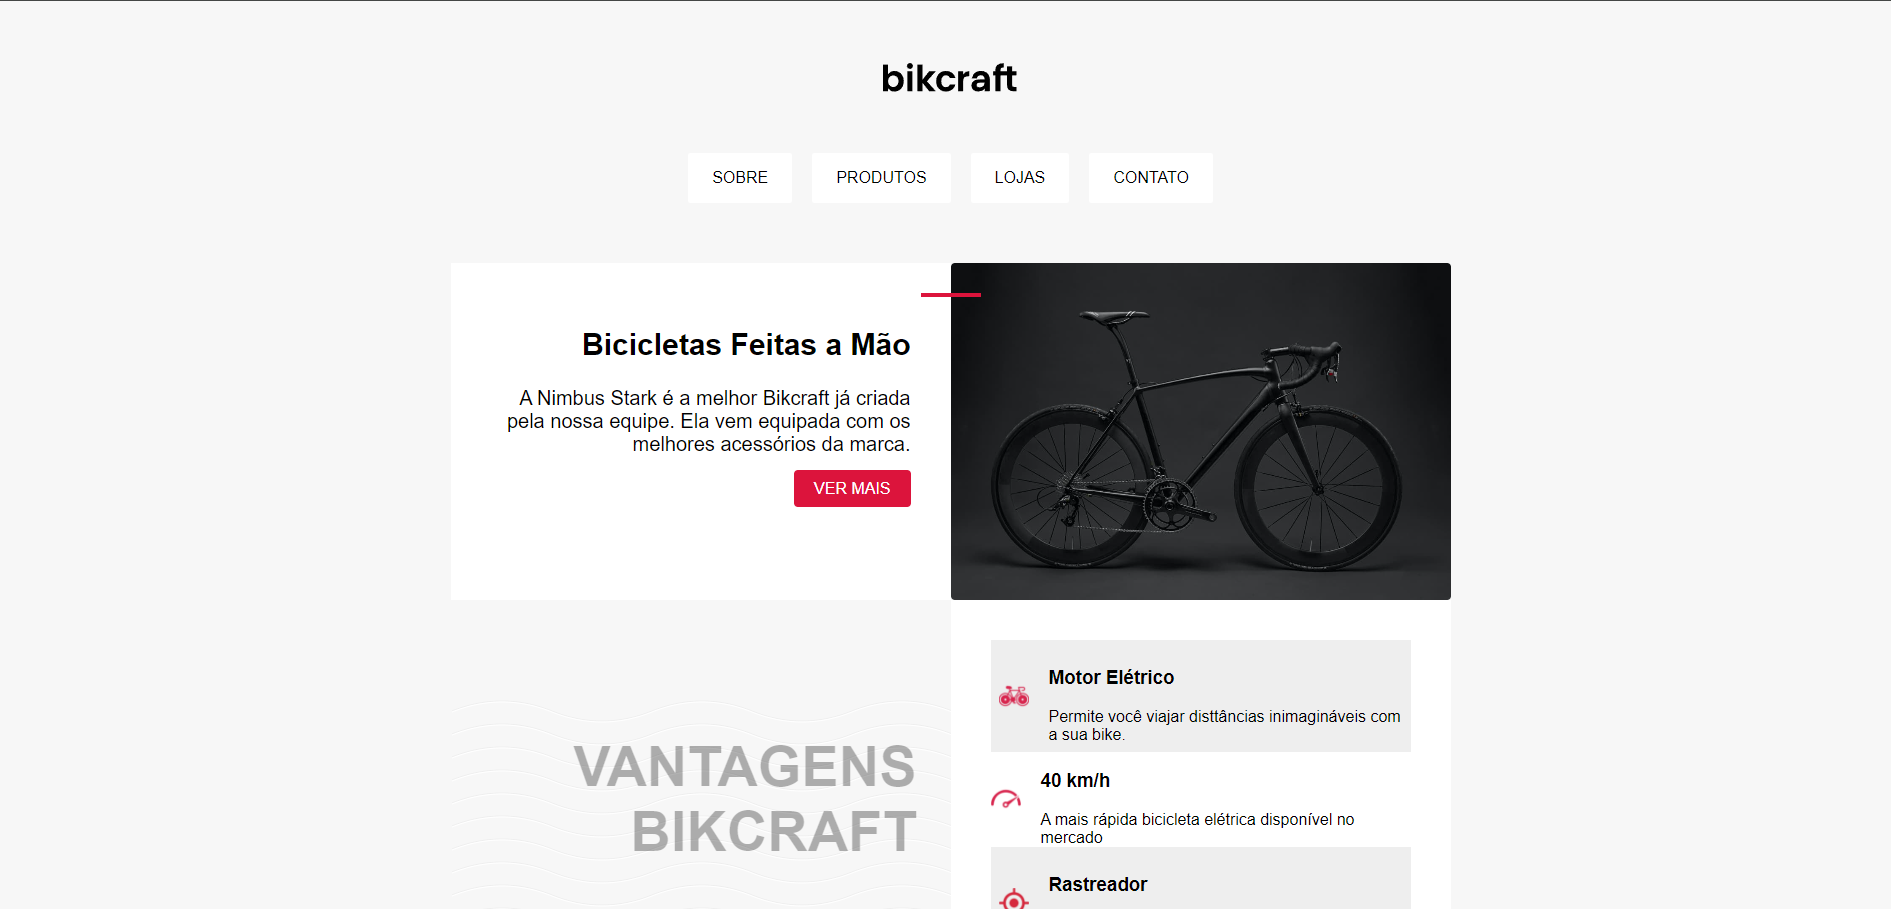 bikcraft
SOBRE
PRODUTOS
LOJAS
CONTATO
Bicicletas Feitas a Mão
A Nimbus Stark é a melhor Bikcraft já criada
pela nossa equipe. Ela vem equipada com os
melhores acessórios da marca.
VER MAIS
VANTAGENS
BIKCRAFT
Motor Elétrico
Permite você viajar disttâncias inimagináveis com
a sua bike.
40 km/h
A mais rápida bicicleta elétrica disponível no
mercado
Rastreador